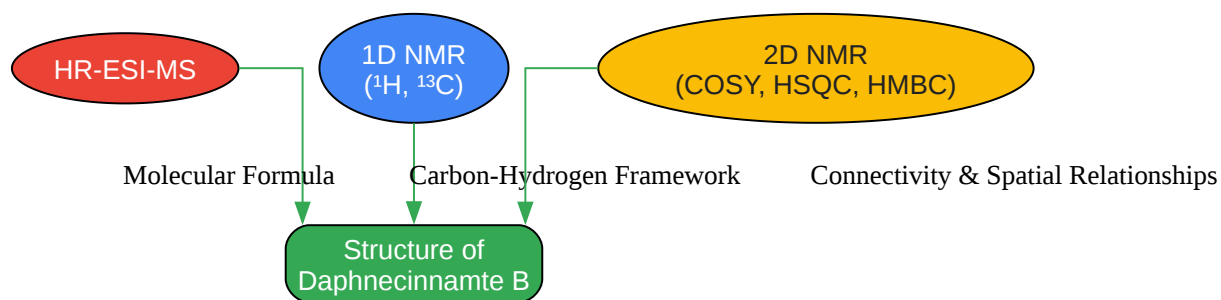 HR-ESI-MS
1D NMR
(¹H, ¹³C)
2D NMR
(COSY, HSQC, HMBC)
Molecular Formula
Carbon-Hydrogen Framework
Connectivity & Spatial Relationships
Structure of
Daphnecinnamte B